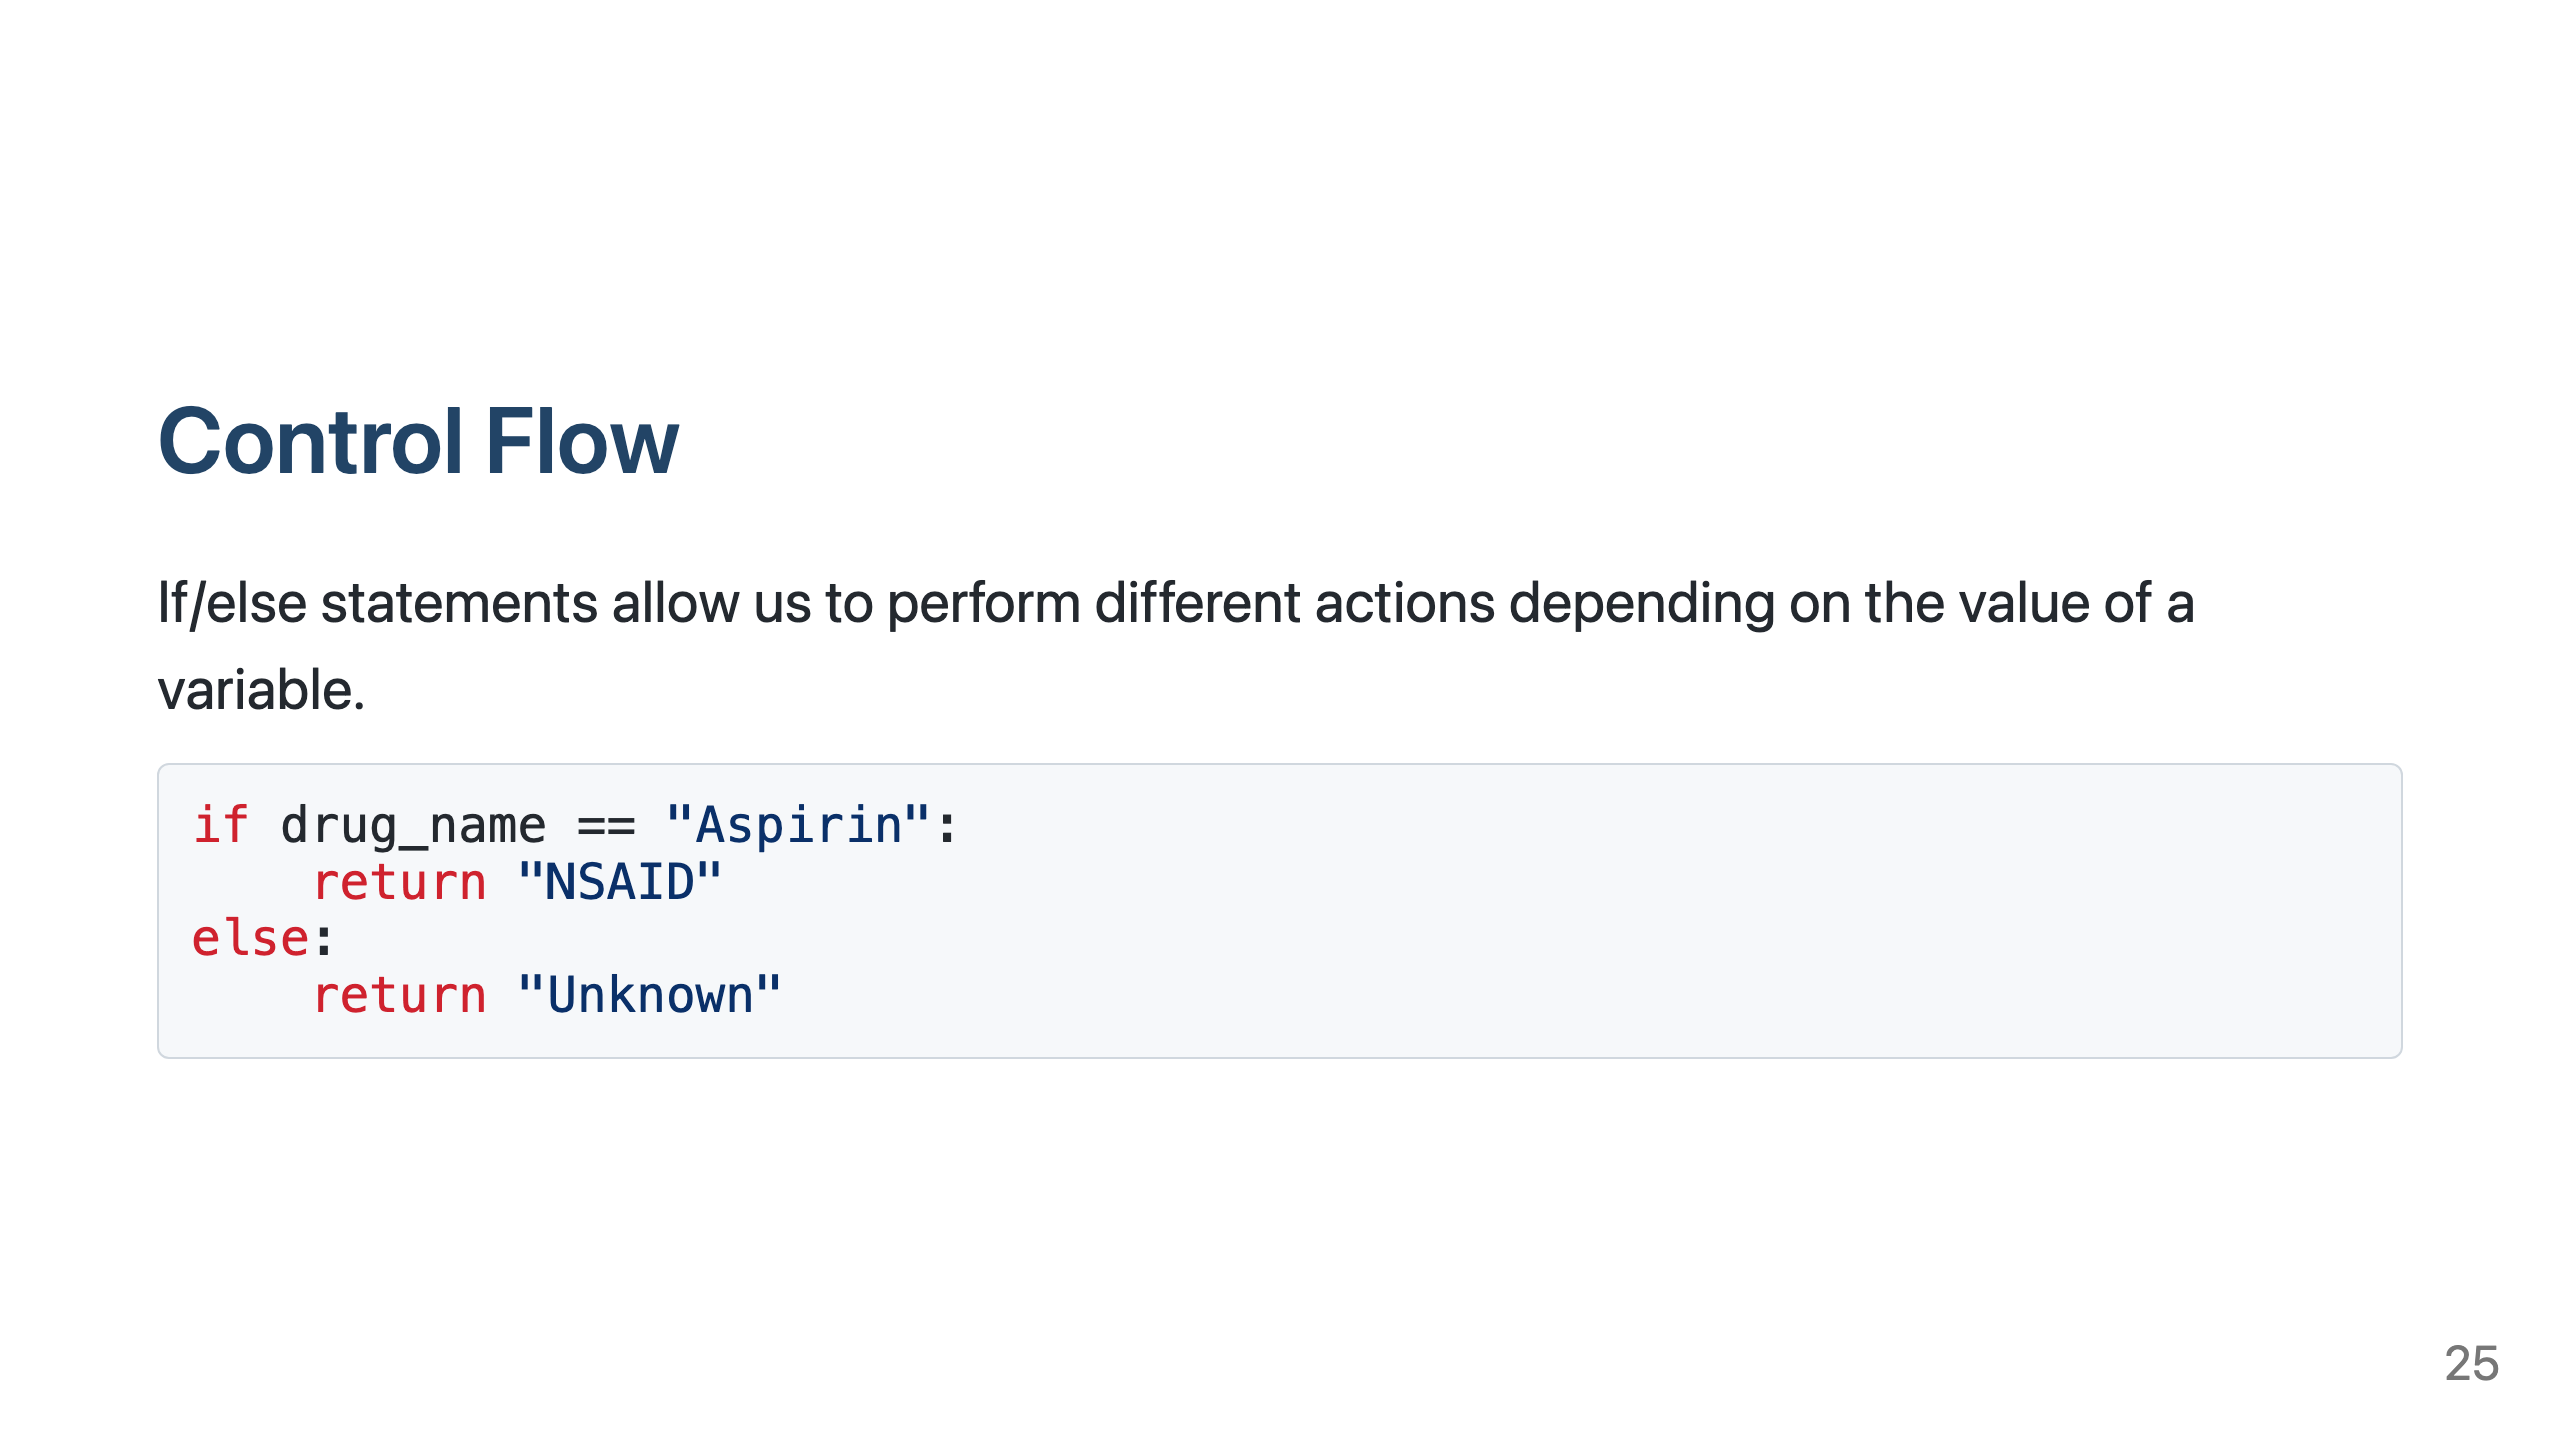 Control Flow
If/else statements allow us to perform different actions depending on the value of a
variable.
if drug_name == "Aspirin":
    return "NSAID"
else:
    return "Unknown"
25